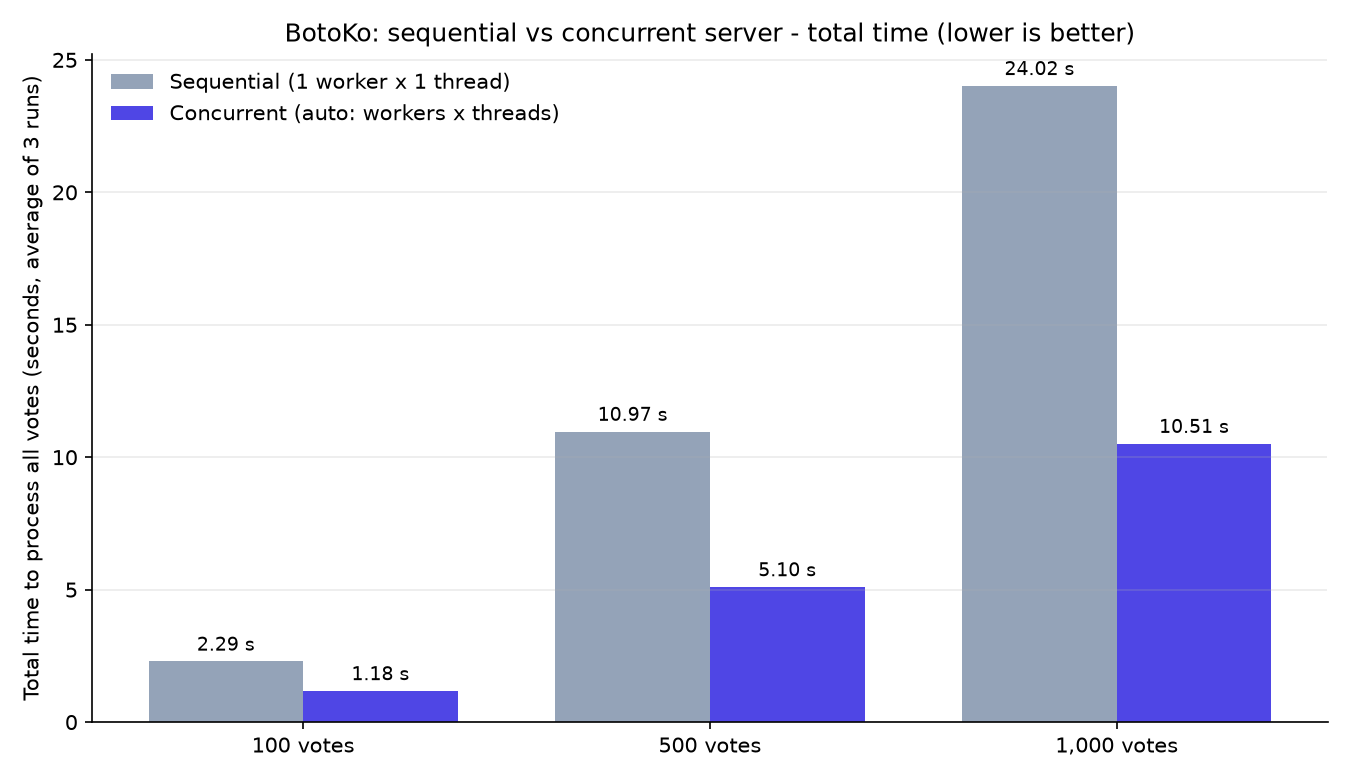 BotoKo: sequential vs concurrent server - total time (lower is better)
Sequential (1 worker x 1 thread)
Concurrent (auto: workers x threads)
Total time to process all votes (seconds, average of 3 runs)
25
20
15
10
5
0
2.29 s
1.18 s
10.97 s
5.10 s
24.02 s
10.51 s
100 votes
500 votes
1,000 votes